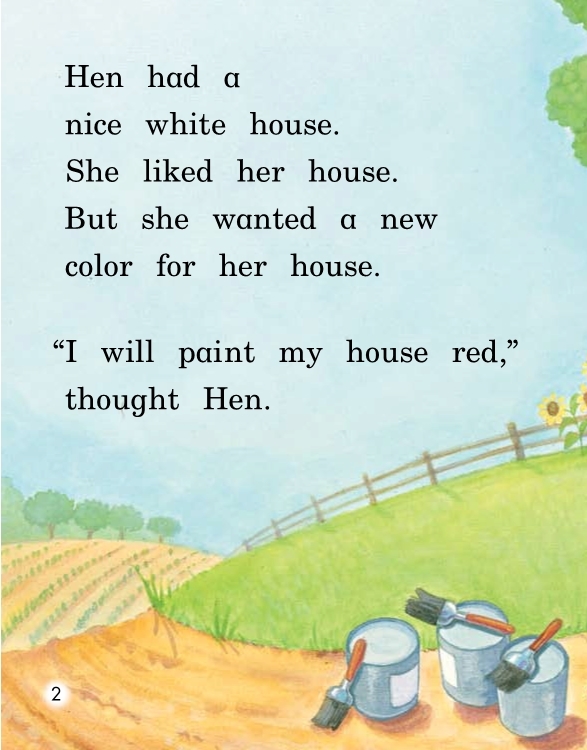 Hen had a
nice white house.
She liked her house.
But she wanted a new
color for her house.
“I will paint my house red,”
thought Hen.
2